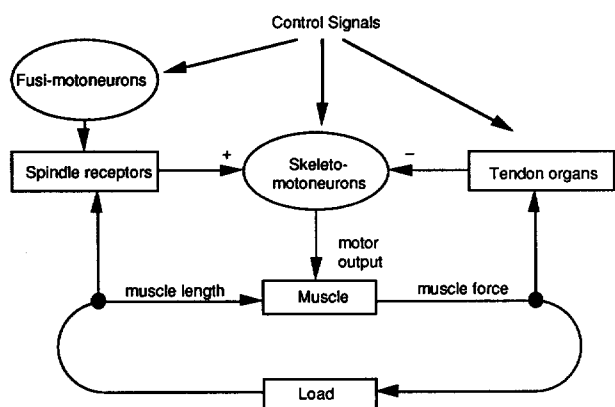 Control Signals
Fusi-motoneurons
Spindle receptors
+
Skeleto-
motoneurons
−
Tendon organs
motor
output
muscle length
Muscle
muscle force
Load